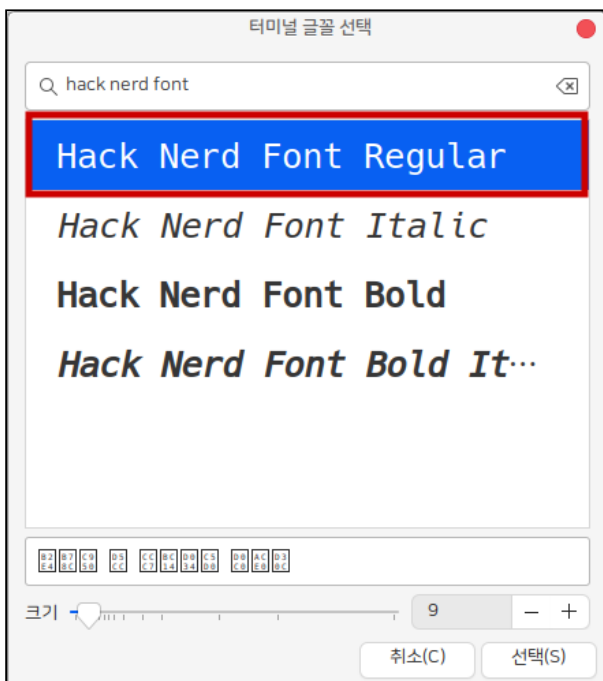 터미널 글꼴 선택
hack nerd font
Hack Nerd Font Regular
Hack Nerd Font Italic
Hack Nerd Font Bold
Hack Nerd Font Bold It…
크기
9
취소(C)
선택(S)